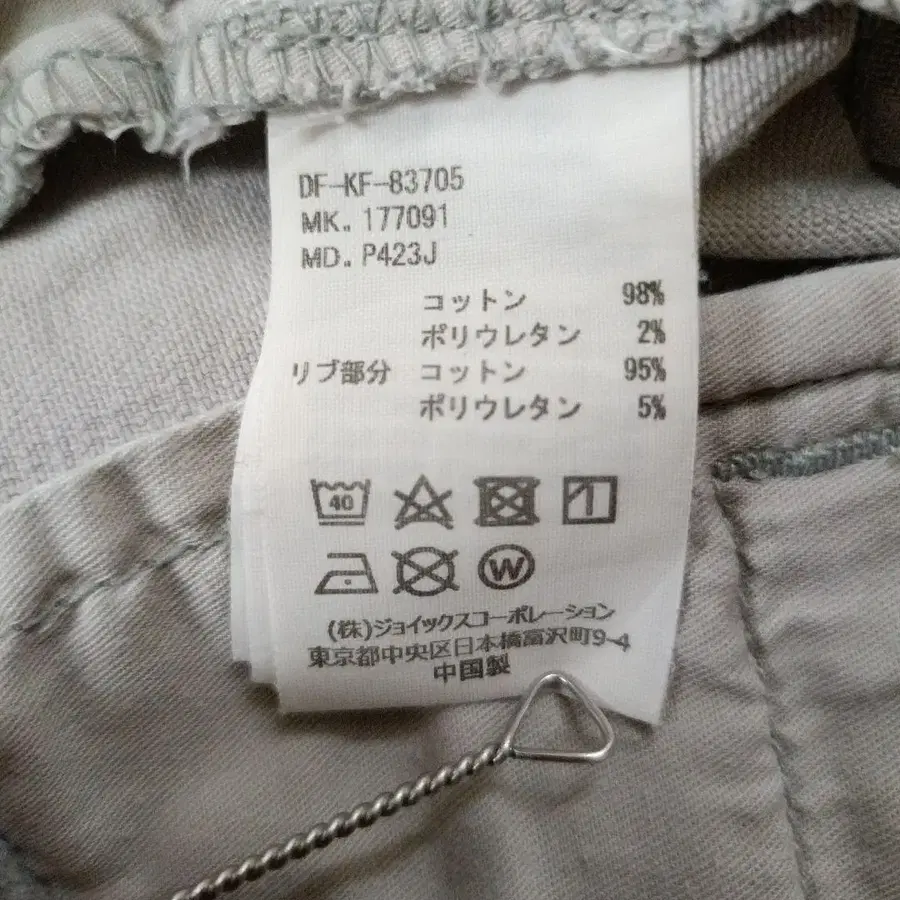 DF-KF-83705
MK. 177091
MD. P423J
コットン 98%
ポリウレタン 2%
リブ部分 コットン 95%
ポリウレタン 5%
40
W
(株)ジョイックスコーポレーション
東京都中央区日本橋富沢町9-4
中国製